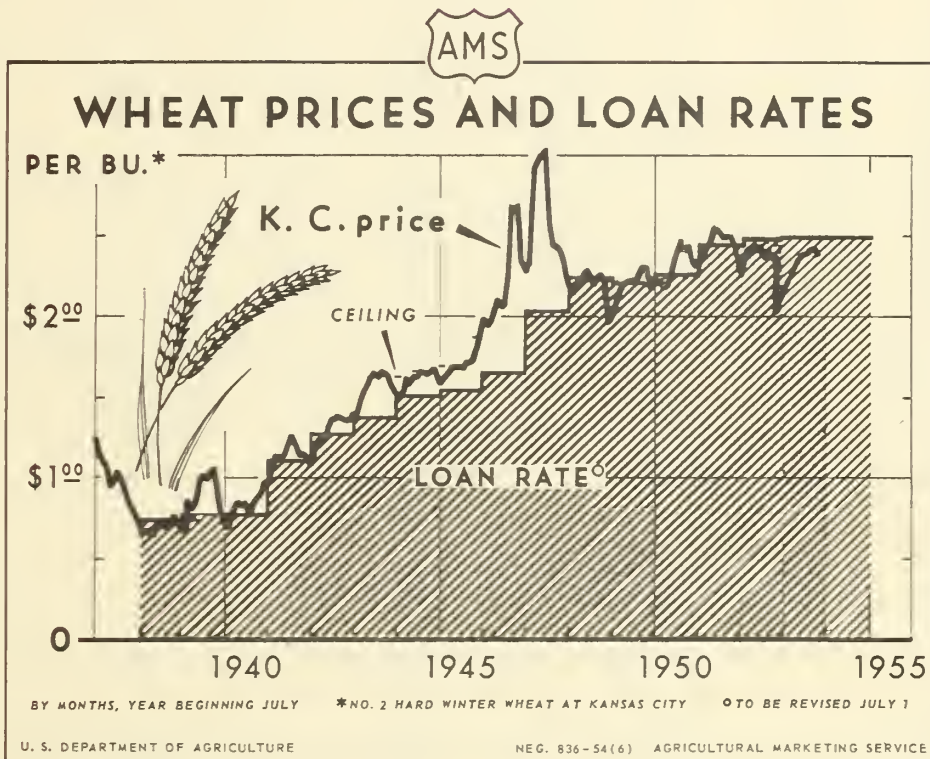 AMS
WHEAT PRICES AND LOAN RATES
PER BU.*
K. C. price
$2.00
CEILING
$1.00
LOAN RATE°
0
1940 1945 1950 1955
BY MONTHS, YEAR BEGINNING JULY *NO. 2 HARD WINTER WHEAT AT KANSAS CITY °TO BE REVISED JULY 1
U. S. DEPARTMENT OF AGRICULTURE NEG. 836-54(6) AGRICULTURAL MARKETING SERVICE